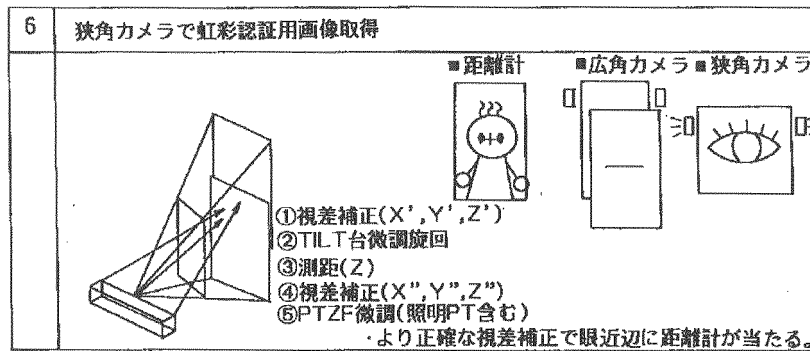 6 狭角カメラで虹彩認証用画像取得
■距離計 ■広角カメラ ■狭角カメラ
①視差補正(X',Y',Z')
②TILT台微調旋回
③測距(Z)
④視差補正(X",Y",Z")
⑤PTZF微調(照明PT含む)
・より正確な視差補正で眼近辺に距離計が当たる。